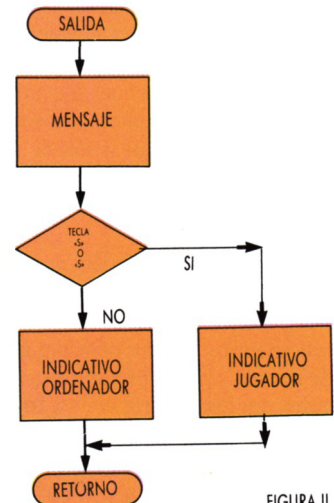 SALIDA
MENSAJE
TECLA
«S»
O
«S»
SI
NO
INDICATIVO
ORDENADOR
INDICATIVO
JUGADOR
RETORNO
FIGURA II